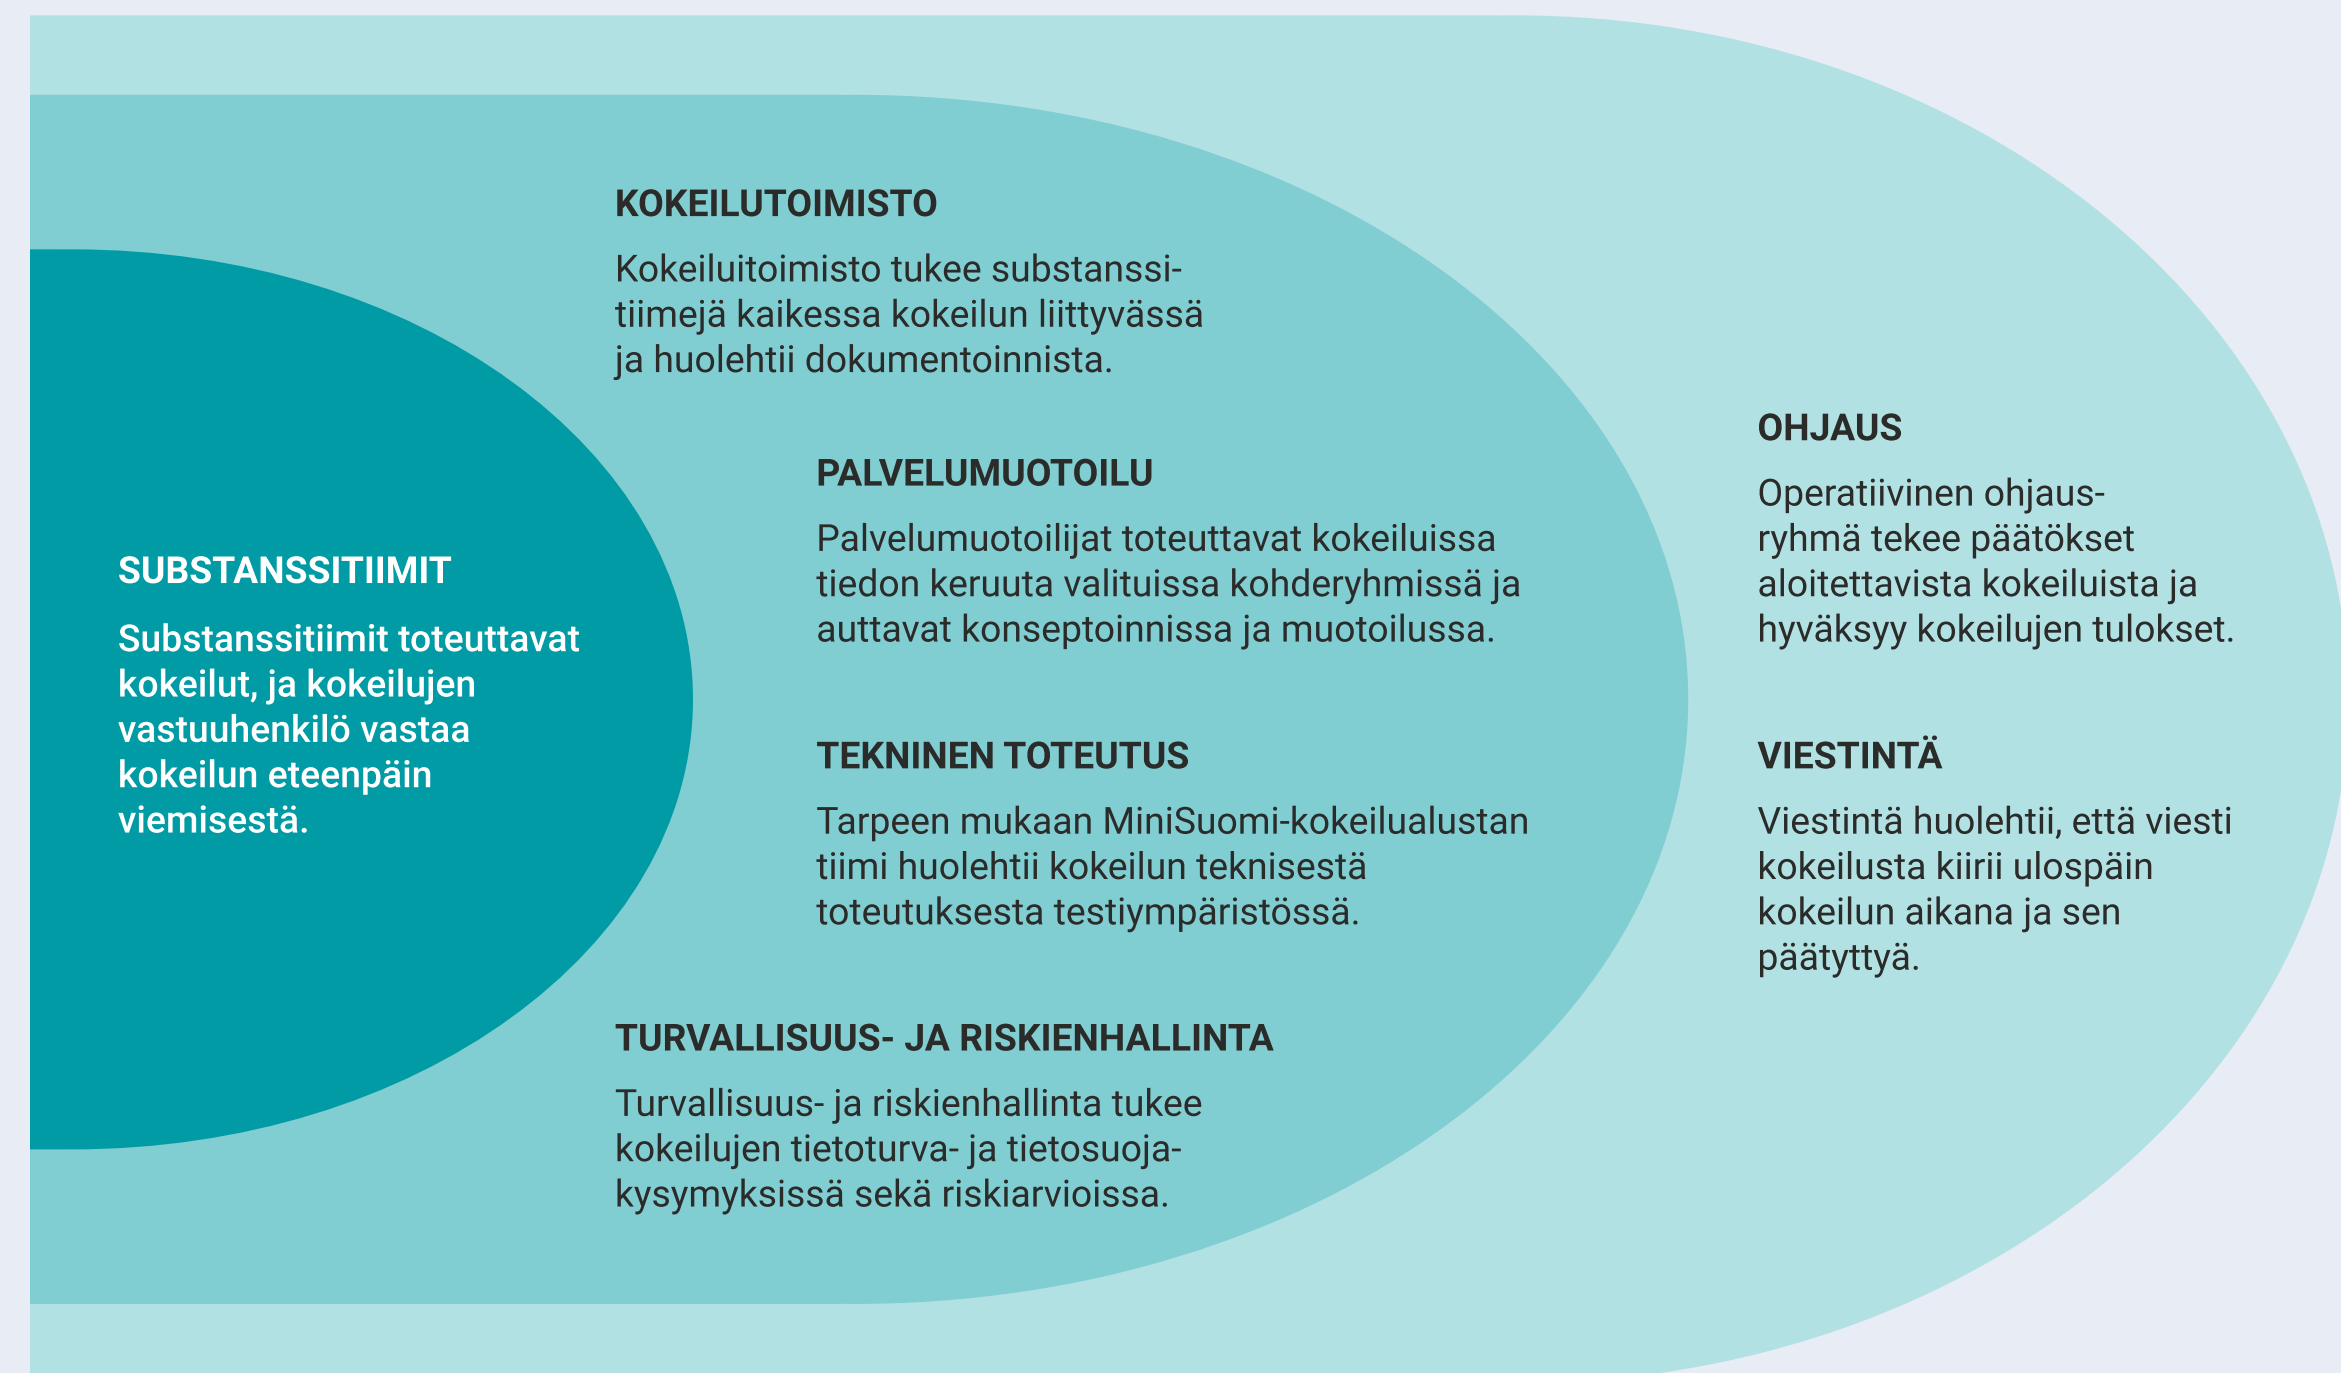 SUBSTANSSITIIMIT
Substanssitiimit toteuttavat
kokeilut, ja kokeilujen
vastuuhenkilö vastaa
kokeilun eteenpäin
viemisestä.
KOKEILUTOIMISTO
Kokeiluitoimisto tukee substanssi-
tiimejä kaikessa kokeilun liittyvässä
ja huolehtii dokumentoinnista.
PALVELUMUOTOILU
Palvelumuotoilijat toteuttavat kokeiluissa
tiedon keruuta valituissa kohderyhmissä ja
auttavat konseptoinnissa ja muotoilussa.
TEKNINEN TOTEUTUS
Tarpeen mukaan MiniSuomi-kokeilualustan
tiimi huolehtii kokeilun teknisestä
toteutuksesta testiympäristössä.
TURVALLISUUS- JA RISKIENHALLINTA
Turvallisuus- ja riskienhallinta tukee
kokeilujen tietoturva- ja tietosuoja-
kysymyksissä sekä riskiarvioissa.
OHJAUS
Operatiivinen ohjaus-
ryhmä tekee päätökset
aloitettavista kokeiluista ja
hyväksyy kokeilujen tulokset.
VIESTINTÄ
Viestintä huolehtii, että viesti
kokeilusta kiirii ulospäin
kokeilun aikana ja sen
päätyttyä.